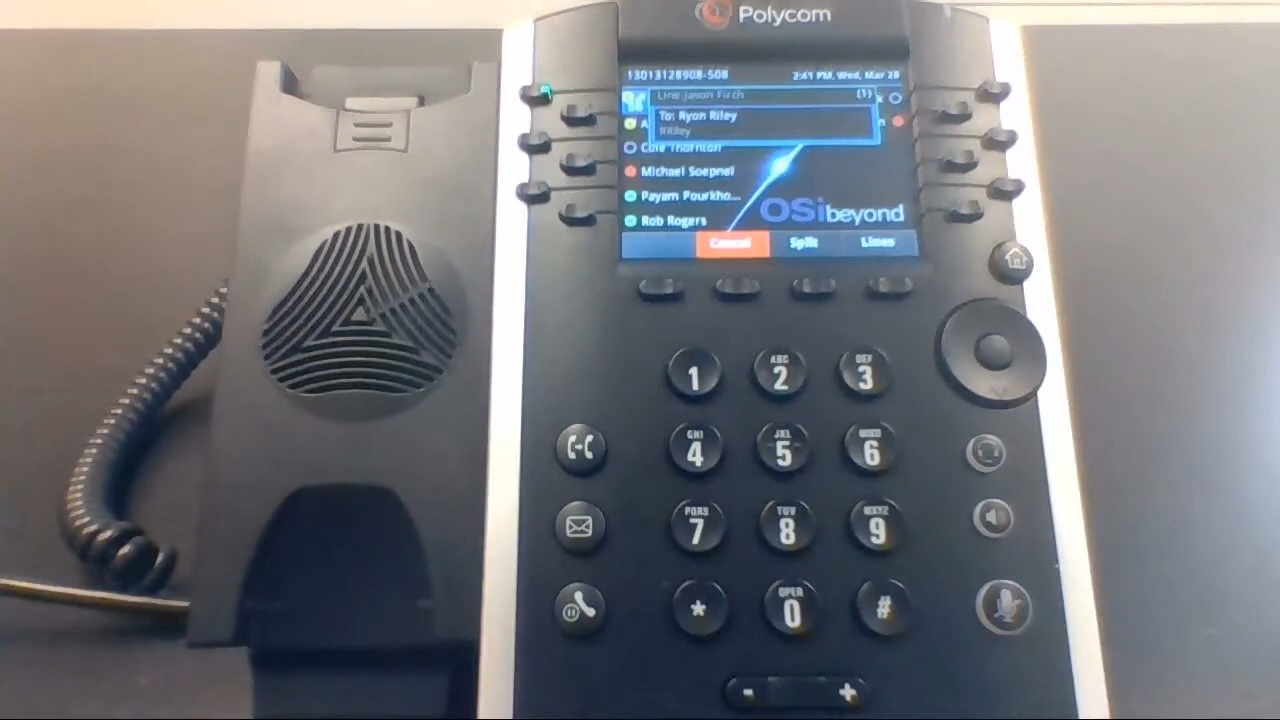 Polycom
13013128908-508
2:41 PM, Wed, Mar 28
Line: Jason Firch (1)
To: Ryan Riley
RRiley
Cole Thornton
Michael Soepnel
Payam Pourkho...
Rob Rogers
OSibeyond
Cancel Split Lines
1
ABC
2
DEF
3
GHI
4
JKL
5
MNO
6
PQRS
7
TUV
8
WXYZ
9
*
OPER
0
#
- +